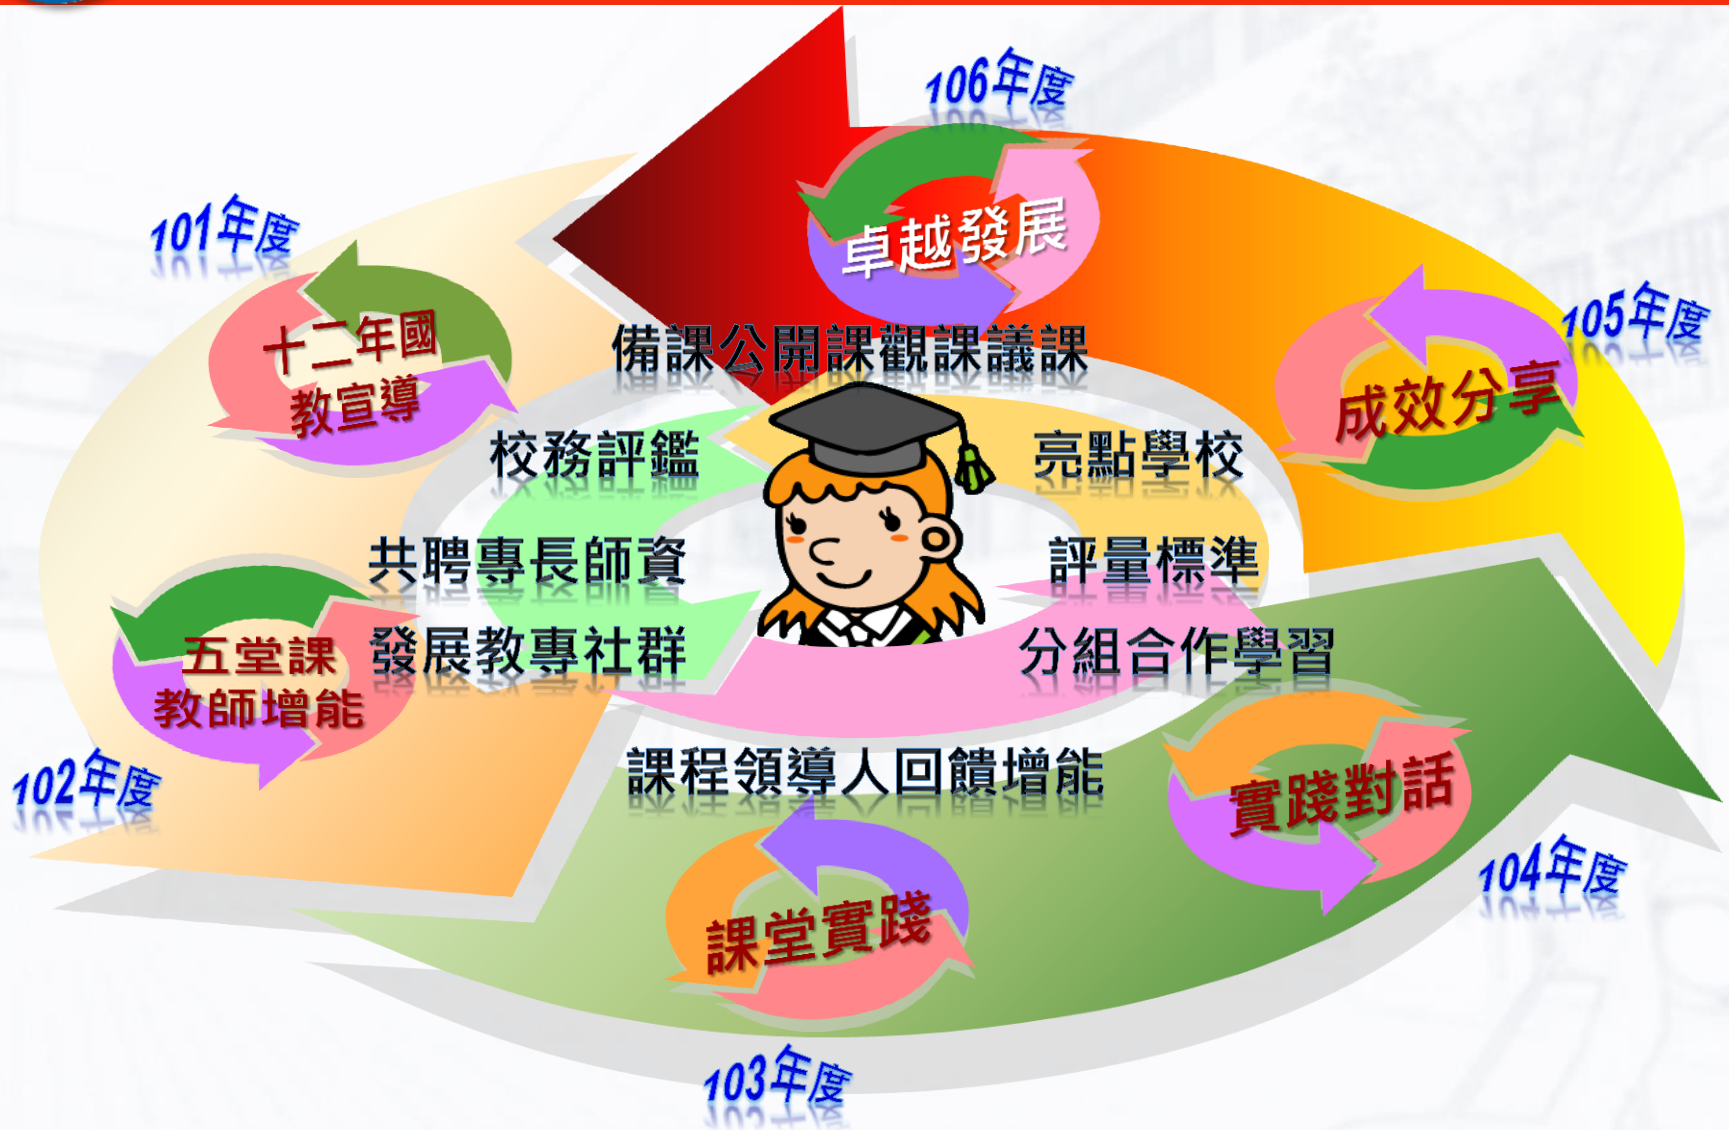 106年度
卓越發展
101年度
十二年國
教宣導
105年度
成效分享
備課公開課觀課議課
校務評鑑
亮點學校
共聘專長師資
評量標準
發展教專社群
分組合作學習
五堂課
教師增能
102年度
課程領導人回饋增能
實踐對話
104年度
課堂實踐
103年度